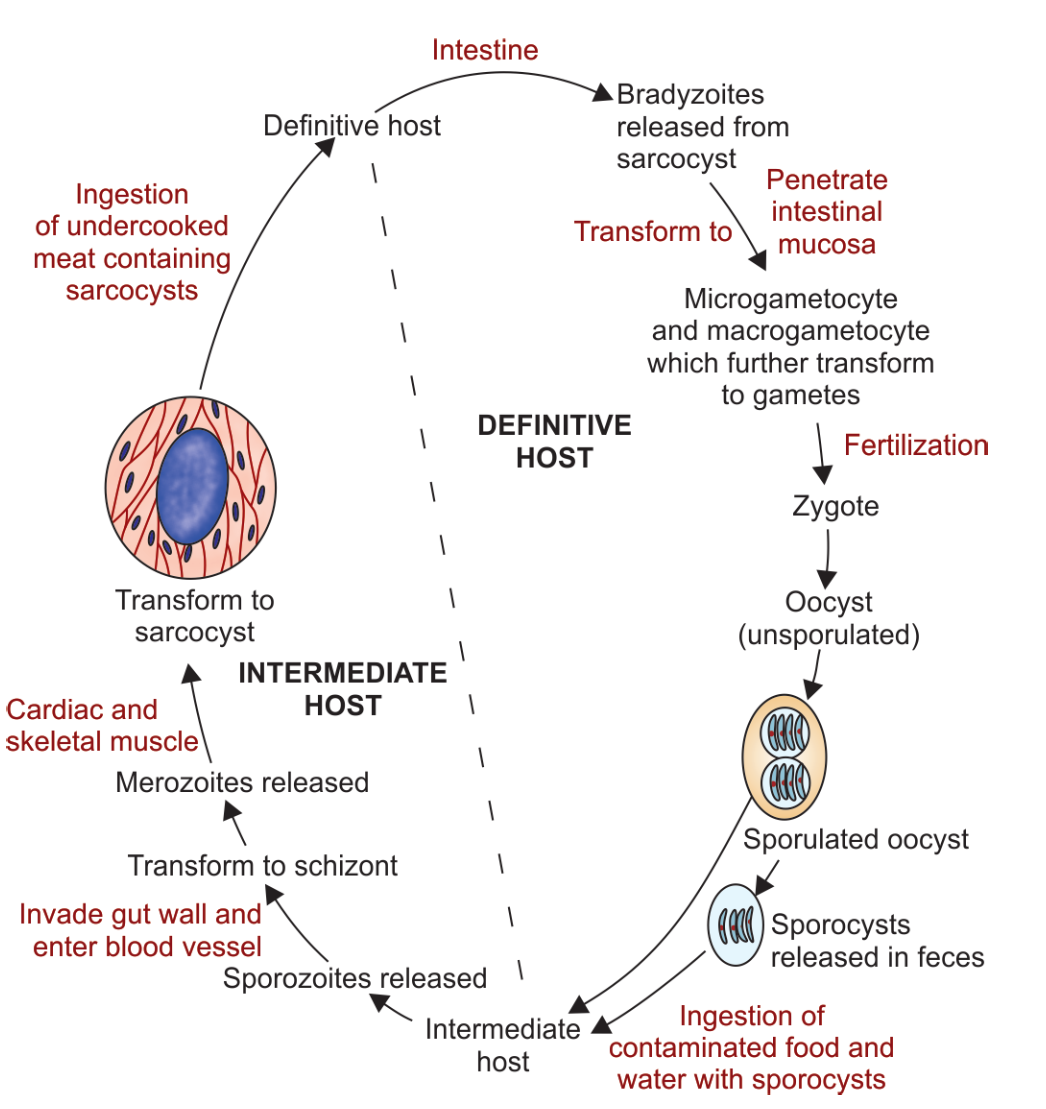 Intestine
Definitive host
Bradyzoites
released from
sarcocyst
Penetrate
intestinal
mucosa
Transform to
Microgametocyte
and macrogametocyte
which further transform
to gametes
Fertilization
Zygote
Oocyst
(unsporulated)
Sporulated oocyst
Sporocysts
released in feces
Ingestion of
contaminated food and
water with sporocysts
Intermediate
host
Sporozoites released
Invade gut wall and
enter blood vessel
Transform to schizont
Merozoites released
Cardiac and
skeletal muscle
Transform to
sarcocyst
Ingestion
of undercooked
meat containing
sarcocysts
DEFINITIVE
HOST
INTERMEDIATE
HOST